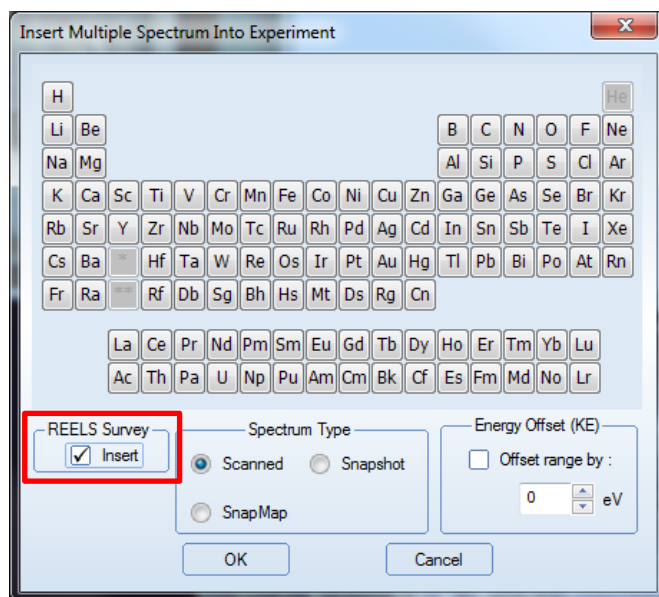 Insert Multiple Spectrum Into Experiment
x
H He
Li Be B C N O F Ne
Na Mg Al Si P S Cl Ar
K Ca Sc Ti V Cr Mn Fe Co Ni Cu Zn Ga Ge As Se Br Kr
Rb Sr Y Zr Nb Mo Tc Ru Rh Pd Ag Cd In Sn Sb Te I Xe
Cs Ba * Hf Ta W Re Os Ir Pt Au Hg Tl Pb Bi Po At Rn
Fr Ra ** Rf Db Sg Bh Hs Mt Ds Rg Cn
La Ce Pr Nd Pm Sm Eu Gd Tb Dy Ho Er Tm Yb Lu
Ac Th Pa U Np Pu Am Cm Bk Cf Es Fm Md No Lr
REELS Survey
Insert
Spectrum Type
Scanned Snapshot
SnapMap
Energy Offset (KE)
Offset range by :
0 eV
OK Cancel